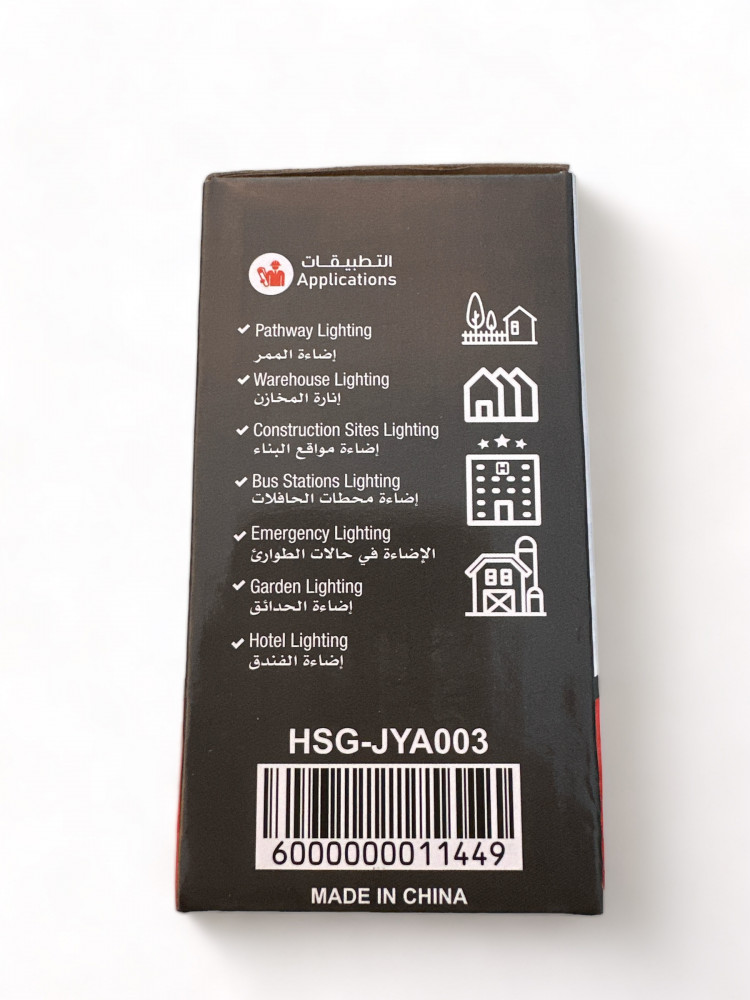 التطبيقات
Applications
Pathway Lighting
إضاءة الممر
Warehouse Lighting
إنارة المخازن
Construction Sites Lighting
إضاءة مواقع البناء
Bus Stations Lighting
إضاءة محطات الحافلات
Emergency Lighting
الإضاءة في حالات الطوارئ
Garden Lighting
إضاءة الحدائق
Hotel Lighting
إضاءة الفندق
H
HSG-JYA003
6000000011449
MADE IN CHINA